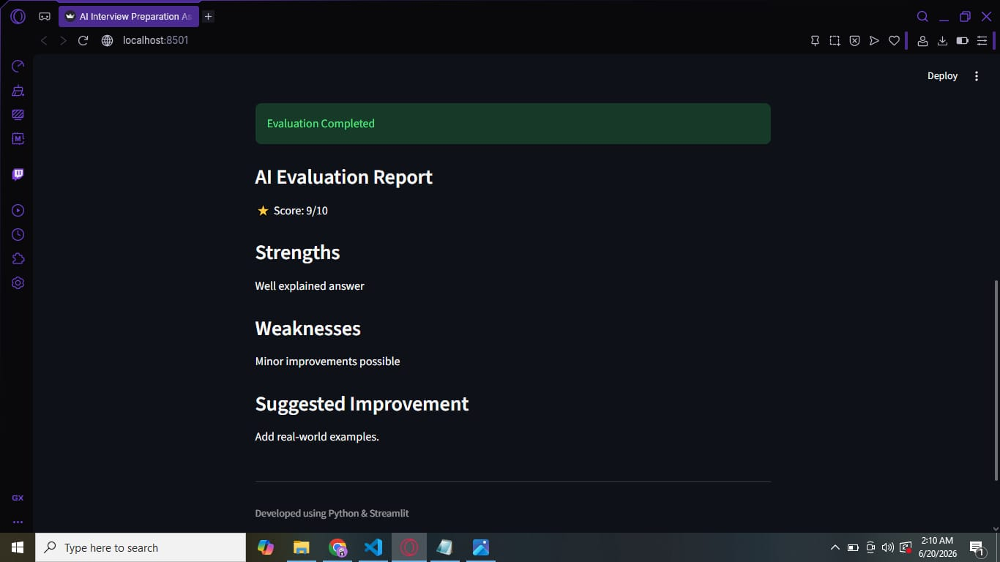 AI Interview Preparation As
localhost:8501
Deploy
Evaluation Completed
AI Evaluation Report
Score: 9/10
Strengths
Well explained answer
Weaknesses
Minor improvements possible
Suggested Improvement
Add real-world examples.
Developed using Python & Streamlit
M
GX
Type here to search
2:10 AM
6/20/2026
1